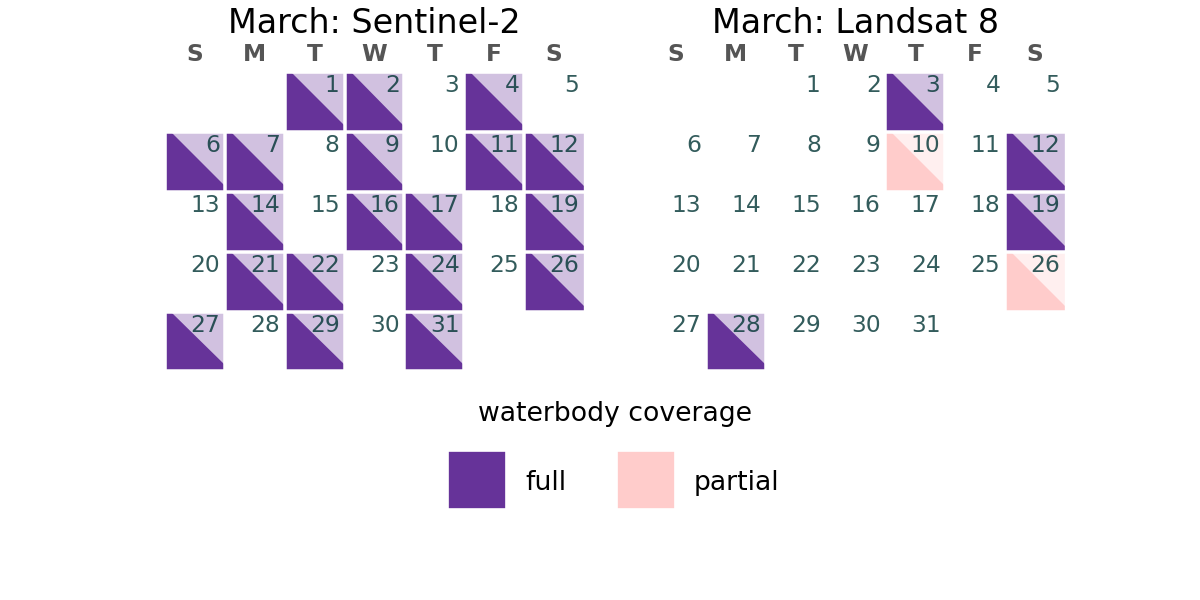 March: Sentinel-2
S M T W T F S
1 2 3 4 5
6 7 8 9 10 11 12
13 14 15 16 17 18 19
20 21 22 23 24 25 26
27 28 29 30 31
March: Landsat 8
S M T W T F S
1 2 3 4 5
6 7 8 9 10 11 12
13 14 15 16 17 18 19
20 21 22 23 24 25 26
27 28 29 30 31
waterbody coverage
full partial